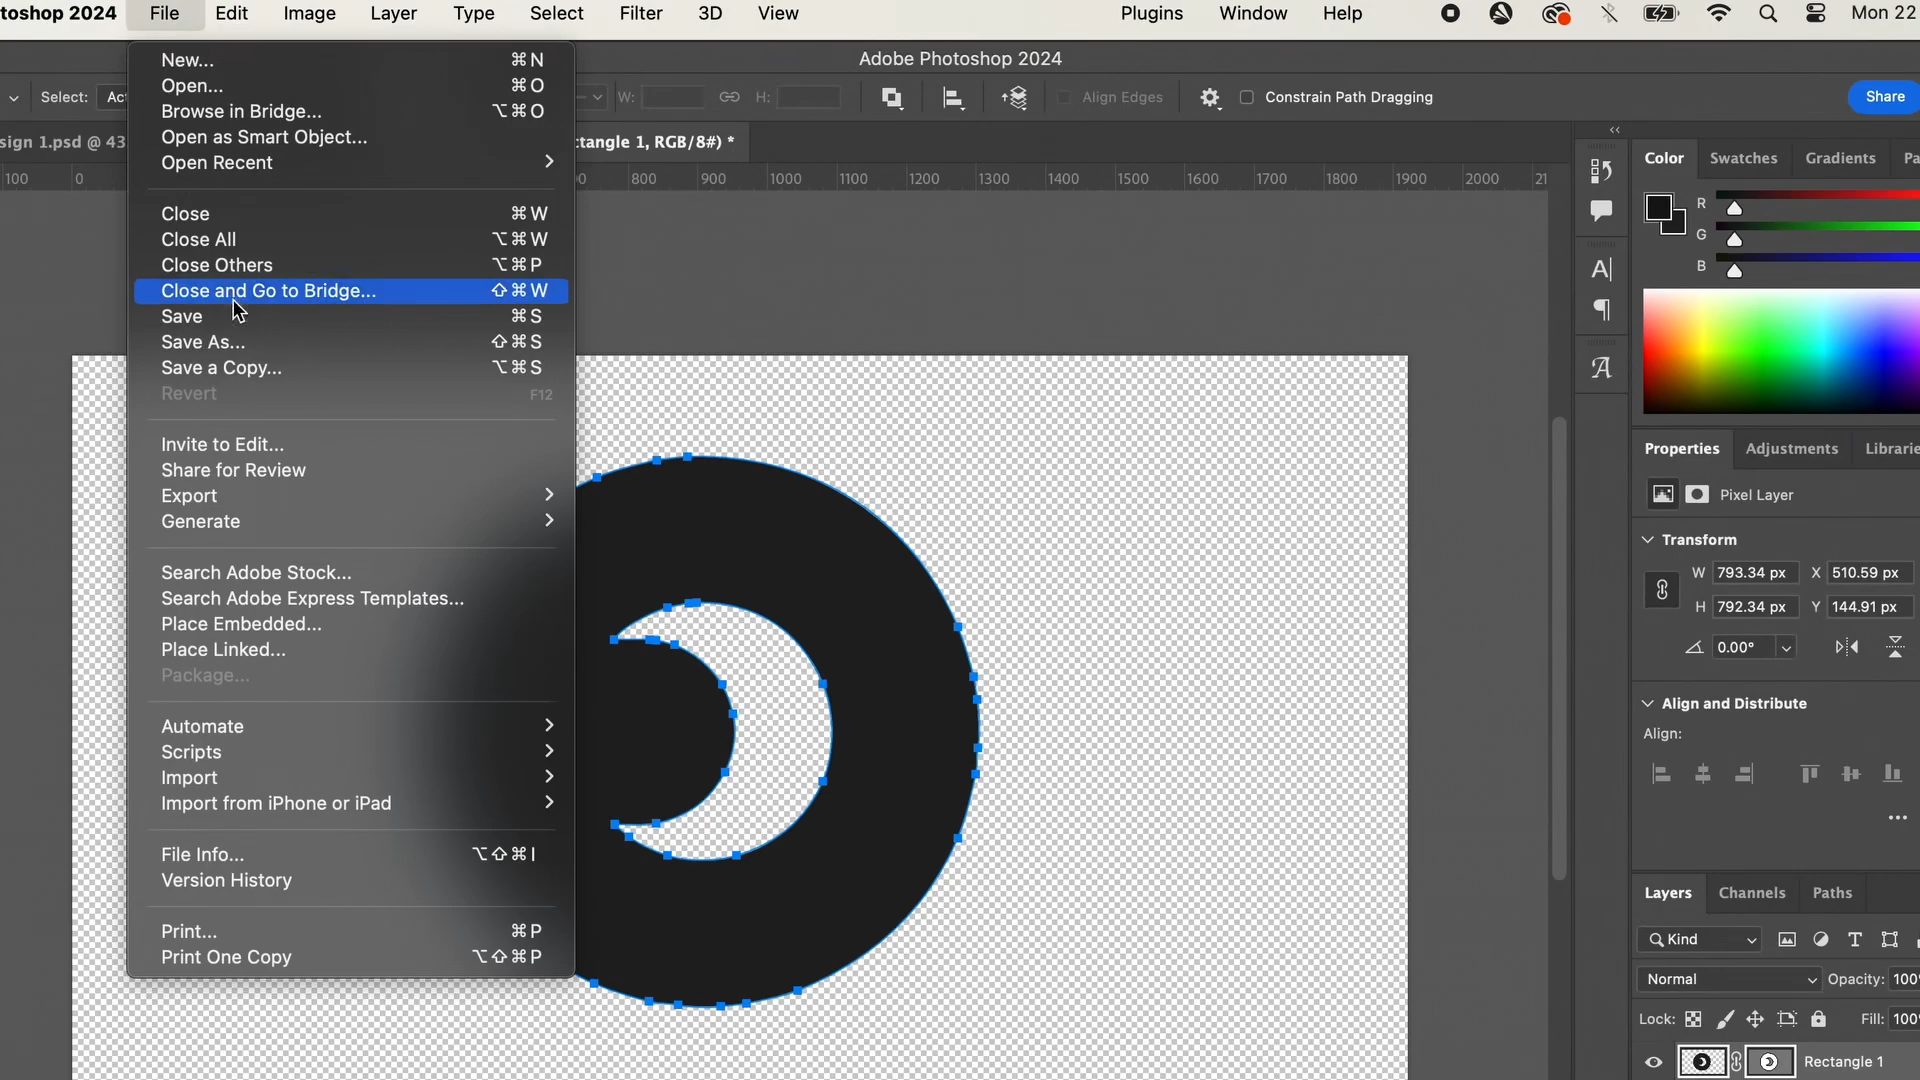 toshop 2024 File Edit Image Layer Type Select Filter 3D View Plugins Window Help Mon 22
Adobe Photoshop 2024
Select: Act W: H: Align Edges Constrain Path Dragging Share
sign 1.psd @ 43 ctangle 1, RGB/8#) *
100 0 800 900 1000 1100 1200 1300 1400 1500 1600 1700 1800 1900 2000 21
New... ⌘N
Open... ⌘O
Browse in Bridge... ⌥⌘O
Open as Smart Object...
Open Recent
Close ⌘W
Close All ⌥⌘W
Close Others ⌥⌘P
Close and Go to Bridge... ⇧⌘W
Save ⌘S
Save As... ⇧⌘S
Save a Copy... ⌥⌘S
Revert F12
Invite to Edit...
Share for Review
Export
Generate
Search Adobe Stock...
Search Adobe Express Templates...
Place Embedded...
Place Linked...
Package...
Automate
Scripts
Import
Import from iPhone or iPad
File Info... ⌥⇧⌘I
Version History
Print... ⌘P
Print One Copy ⌥⇧⌘P
Color Swatches Gradients Pa
R
G
B
Properties Adjustments Librarie
Pixel Layer
Transform
W 793.34 px X 510.59 px
H 792.34 px Y 144.91 px
0.00°
Align and Distribute
Align:
Layers Channels Paths
Kind
Normal Opacity: 100
Lock: Fill: 100
Rectangle 1